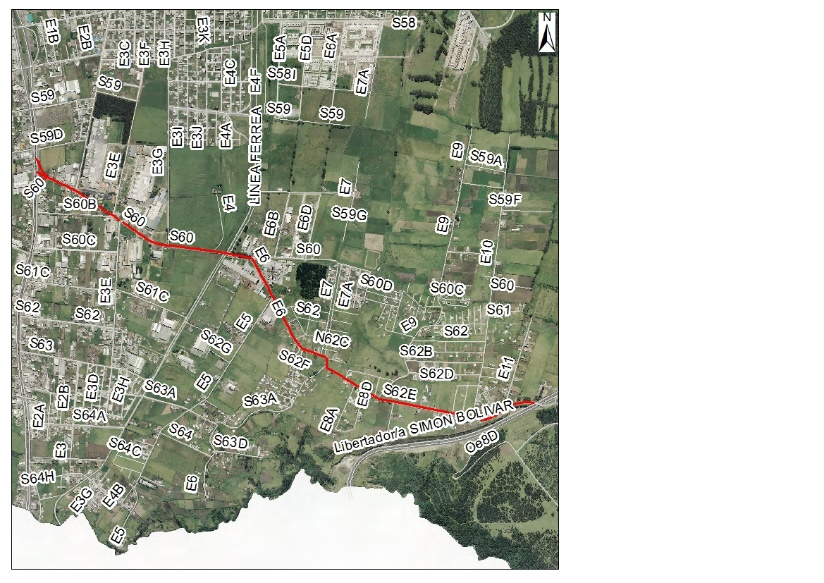 S58
N
E1B
E2B
E3C
E3F
E3H
E3K
E5A
E5D
E6A
E4C
E4F
S58I
E7A
S59
S59
S59
S59
S59D
E3I
E3J
E4A
LINEA FERREA
E9
S59A
E3E
E3G
S60
E4
E7
S59F
S60B
S60
E6B
E6D
S59G
E9
S60C
S60
E6
S60
E10
S61C
E3E
S61C
E7
E7A
S60D
S60C
S60
S62
S62
E5
E6
S62
E9
S61
S62
S63
S62G
N62C
S62B
S62F
S62D
E11
E2A
E2B
E3D
E3H
S63A
E5
S63A
E8D
S62E
S64A
E8A
Libertador/a SIMON BOLIVAR
E3
S64C
S64
S63D
Oe8D
S64H
E3G
E4B
E6
E5